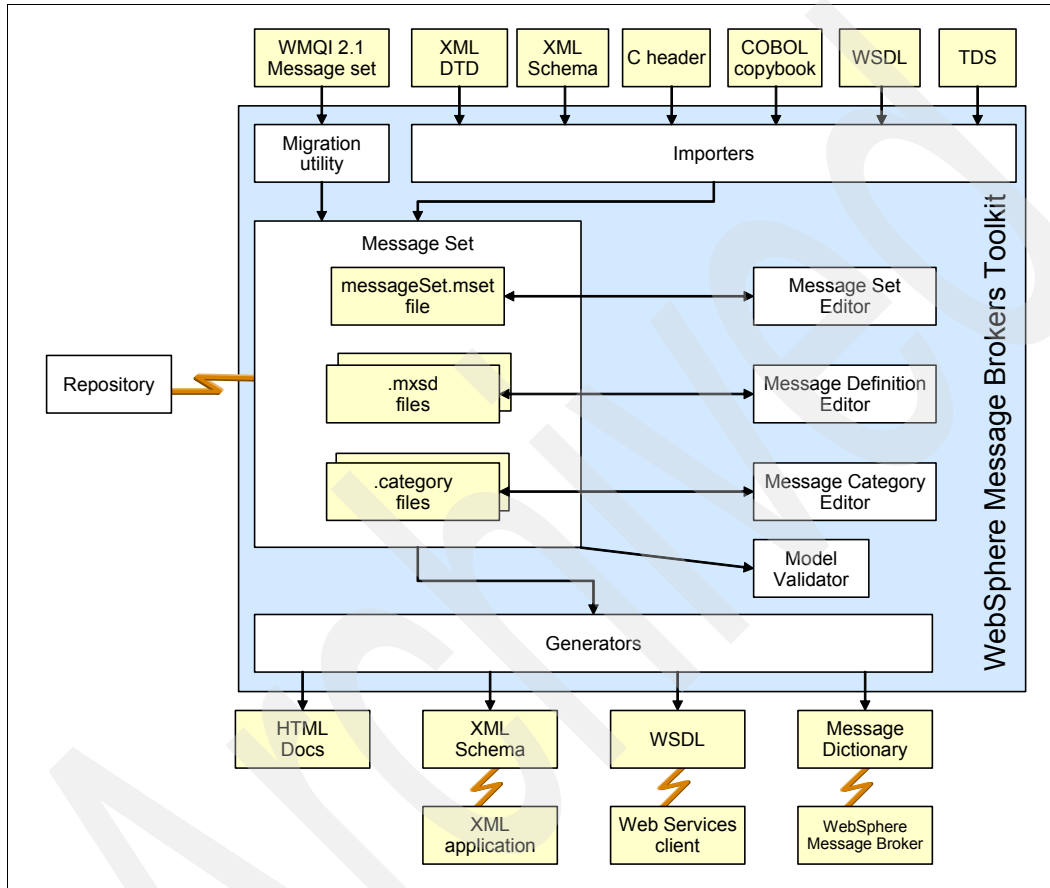 WMQI 2.1
Message set
XML
DTD
XML
Schema
C header
COBOL
copybook
WSDL
TDS
Migration
utility
Importers
WebSphere Message Brokers Toolkit
Message Set
messageSet.mset
file
Message Set
Editor
Repository
.mxsd
files
Message Definition
Editor
.category
files
Message Category
Editor
Model
Validator
Generators
HTML
Docs
XML
Schema
WSDL
Message
Dictionary
XML
application
Web Services
client
WebSphere
Message Broker
Archived